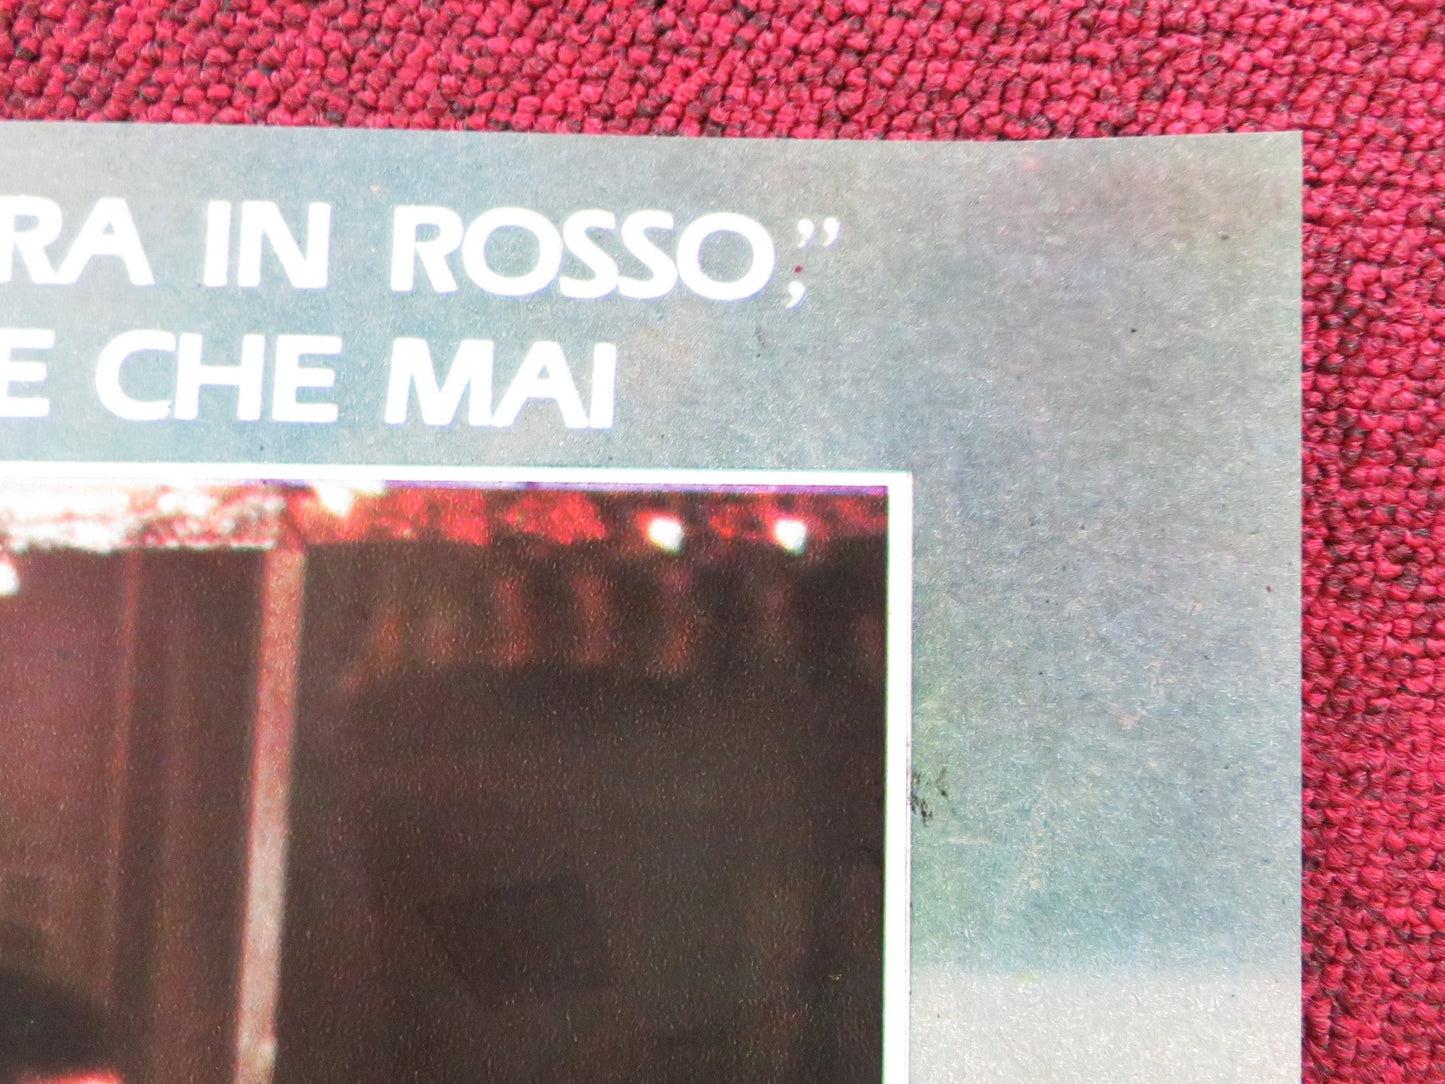 RA IN ROSSO,"
E CHE MAI